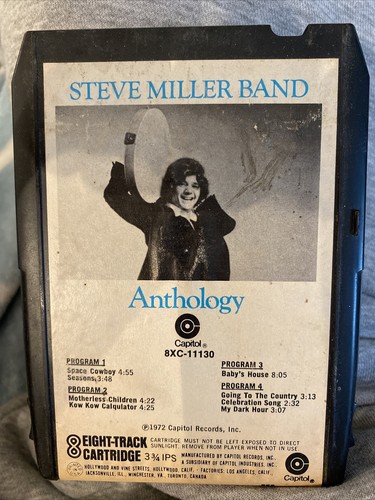 STEVE MILLER BAND
Anthology
Capitol®
8XC-11130
PROGRAM 1
Space Cowboy 4:55
Seasons 3:48
PROGRAM 2
Motherless Children 4:22
Kow Kow Calqulator 4:25
PROGRAM 3
Baby's House 8:05
PROGRAM 4
Going To The Country 3:13
Celebration Song 2:32
My Dark Hour 3:07
℗1972 Capitol Records, Inc.
8 EIGHT-TRACK CARTRIDGE 3¾ IPS
CARTRIDGE MUST NOT BE LEFT EXPOSED TO DIRECT
SUNLIGHT. REMOVE FROM PLAYER WHEN NOT IN USE
MANUFACTURED BY CAPITOL RECORDS, INC.,
A SUBSIDIARY OF CAPITOL INDUSTRIES, INC.
HOLLYWOOD AND VINE STREETS, HOLLYWOOD, CALIF. · FACTORIES: LOS ANGELES, CALIF.,
JACKSONVILLE, ILL., WINCHESTER, VA., TORONTO, CANADA.
Capitol®